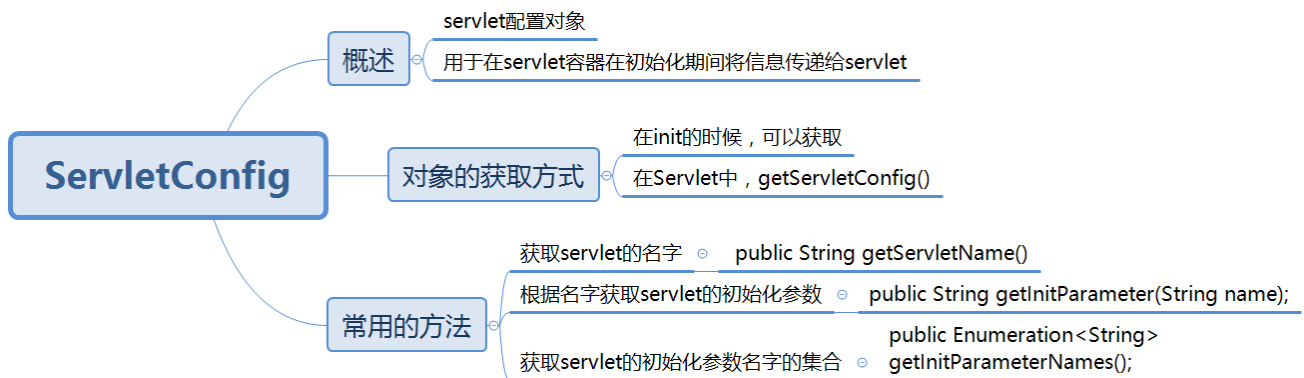 ServletConfig
概述
servlet配置对象
用于在servlet容器在初始化期间将信息传递给servlet
对象的获取方式
在init的时候，可以获取
在Servlet中，getServletConfig()
常用的方法
获取servlet的名字
public String getServletName()
根据名字获取servlet的初始化参数
public String getInitParameter(String name);
获取servlet的初始化参数名字的集合
public Enumeration<String>
getInitParameterNames();